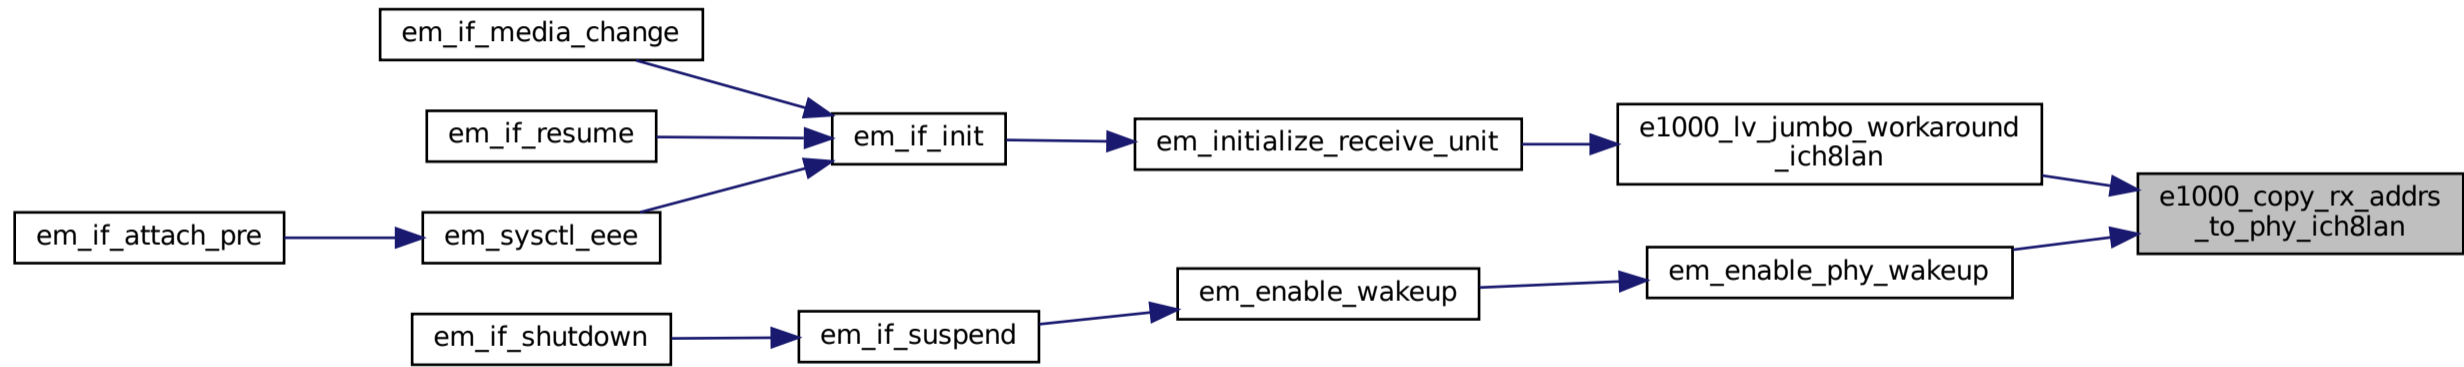 em_if_media_change
em_if_resume
em_if_init
em_initialize_receive_unit
e1000_lv_jumbo_workaround
_ich8lan
e1000_copy_rx_addrs
_to_phy_ich8lan
em_if_attach_pre
em_sysctl_eee
em_enable_phy_wakeup
em_enable_wakeup
em_if_suspend
em_if_shutdown